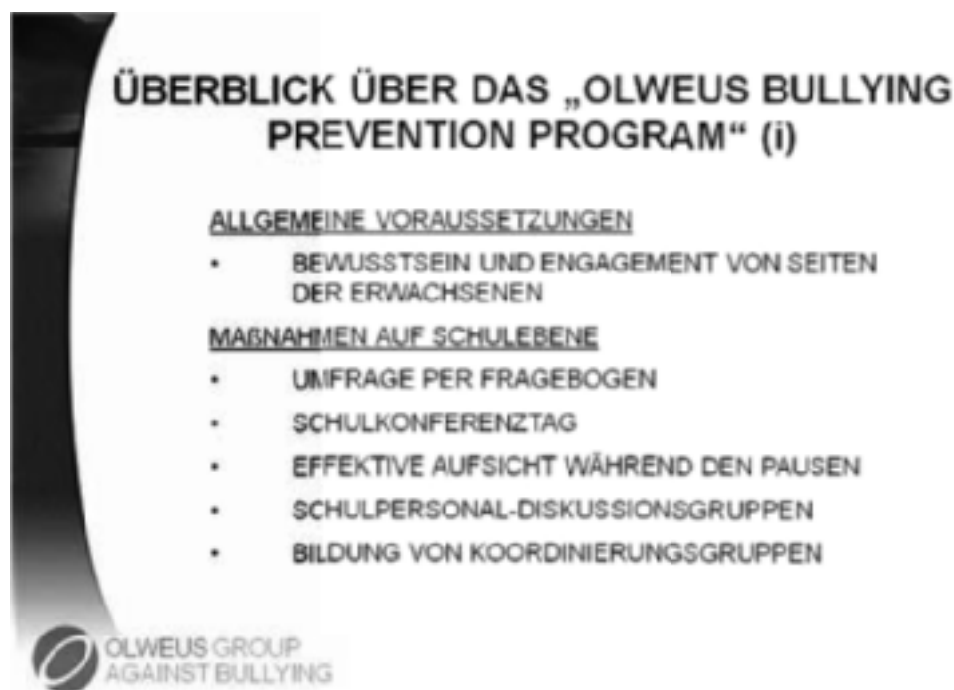 ÜBERBLICK ÜBER DAS „OLWEUS BULLYING
PREVENTION PROGRAM“ (i)
ALLGEMEINE VORAUSSETZUNGEN
• BEWUSSTSEIN UND ENGAGEMENT VON SEITEN
DER ERWACHSENEN
MAßNAHMEN AUF SCHULEBENE
• UMFRAGE PER FRAGEBOGEN
• SCHULKONFERENZTAG
• EFFEKTIVE AUFSICHT WÄHREND DEN PAUSEN
• SCHULPERSONAL-DISKUSSIONSGRUPPEN
• BILDUNG VON KOORDINIERUNGSGRUPPEN
OLWEUS GROUP
AGAINST BULLYING